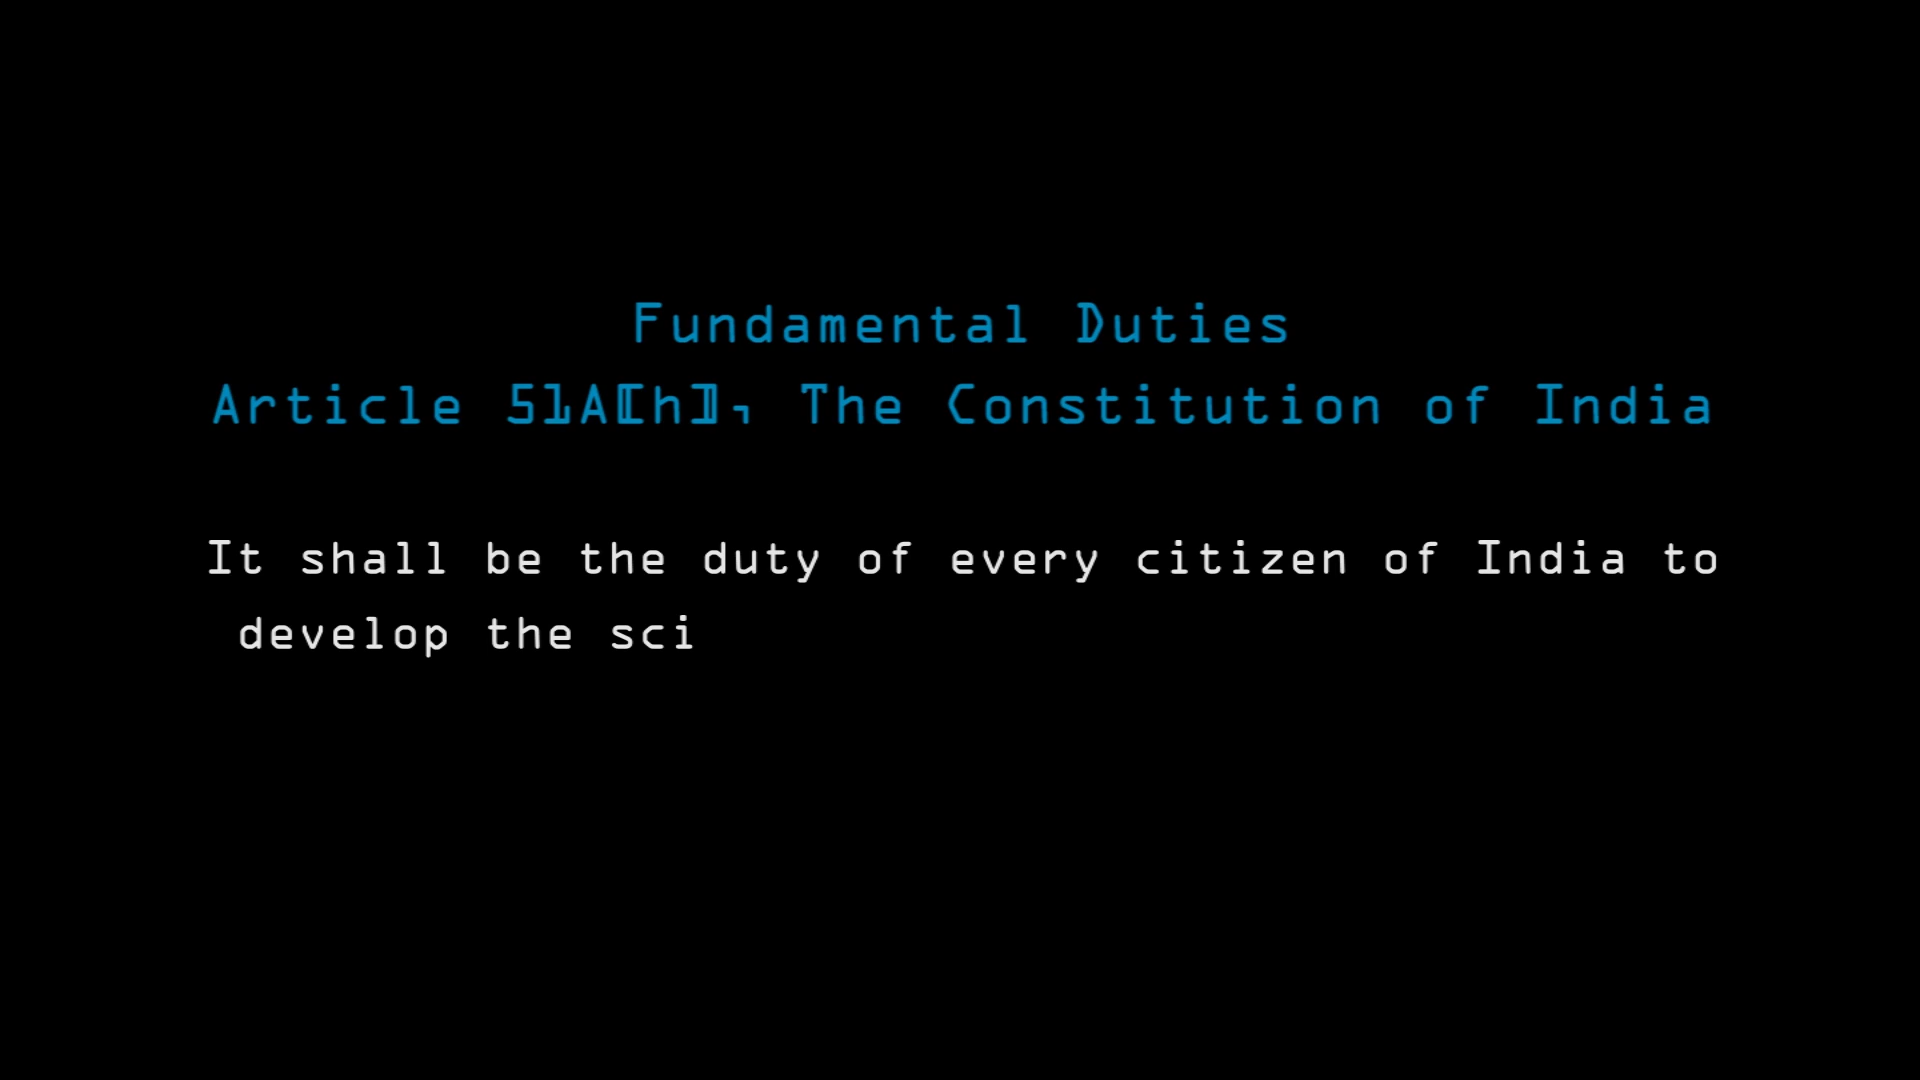 Fundamental Duties
Article 51A[h], The Constitution of India
It shall be the duty of every citizen of India to
develop the sci